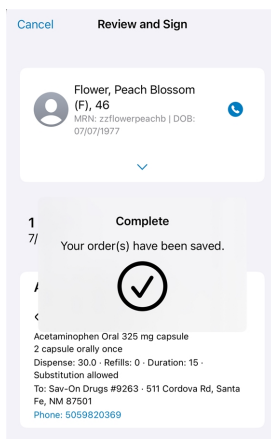 Cancel Review and Sign
Flower, Peach Blossom
(F), 46
MRN: zzflowerpeachb | DOB:
07/07/1977
1
7/
Complete
Your order(s) have been saved.
Acetaminophen Oral 325 mg capsule
2 capsule orally once
Dispense: 30.0 · Refills: 0 · Duration: 15 ·
Substitution allowed
To: Sav-On Drugs #9263 · 511 Cordova Rd, Santa
Fe, NM 87501
Phone: 5059820369